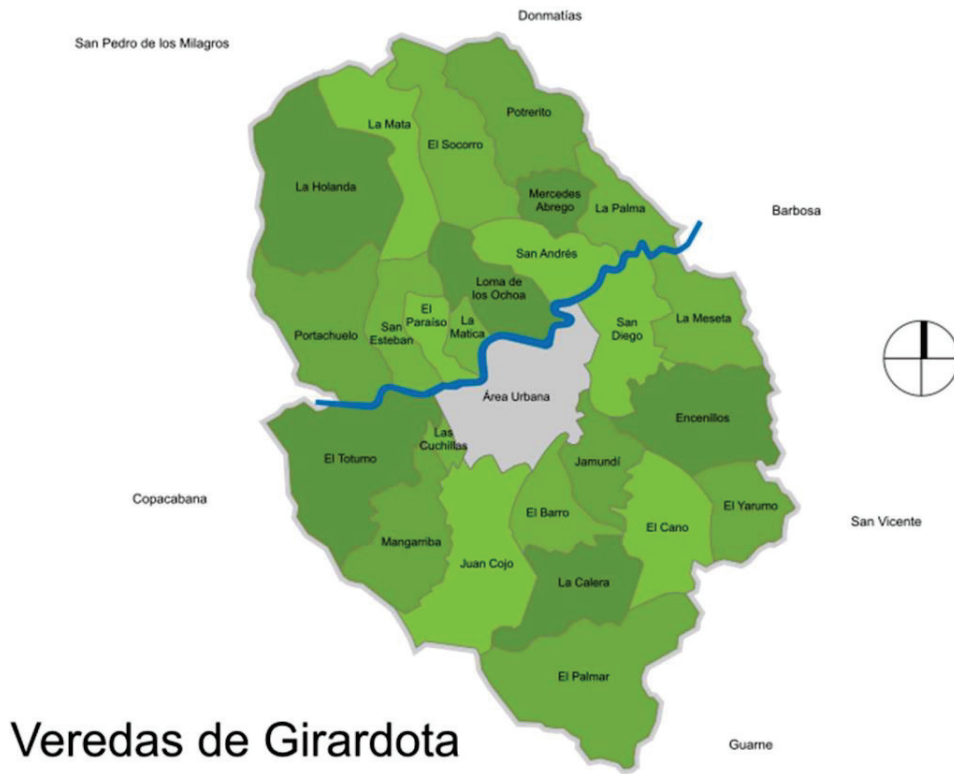 Donmatías
San Pedro de los Milagros
Potrerito
La Mata
El Socorro
La Holanda
Mercedes
Abrego
La Palma
Barbosa
San Andrés
Loma de
los Ochoa
El
Paraíso
La
Matica
San
Esteban
Portachuelo
San
Diego
La Meseta
Área Urbana
Encenillos
Las
Cuchillas
El Totumo
Jamundí
Copacabana
El Barro
El Cano
El Yarumo
San Vicente
Mangarriba
Juan Cojo
La Calera
El Palmar
Veredas de Girardota
Guarne